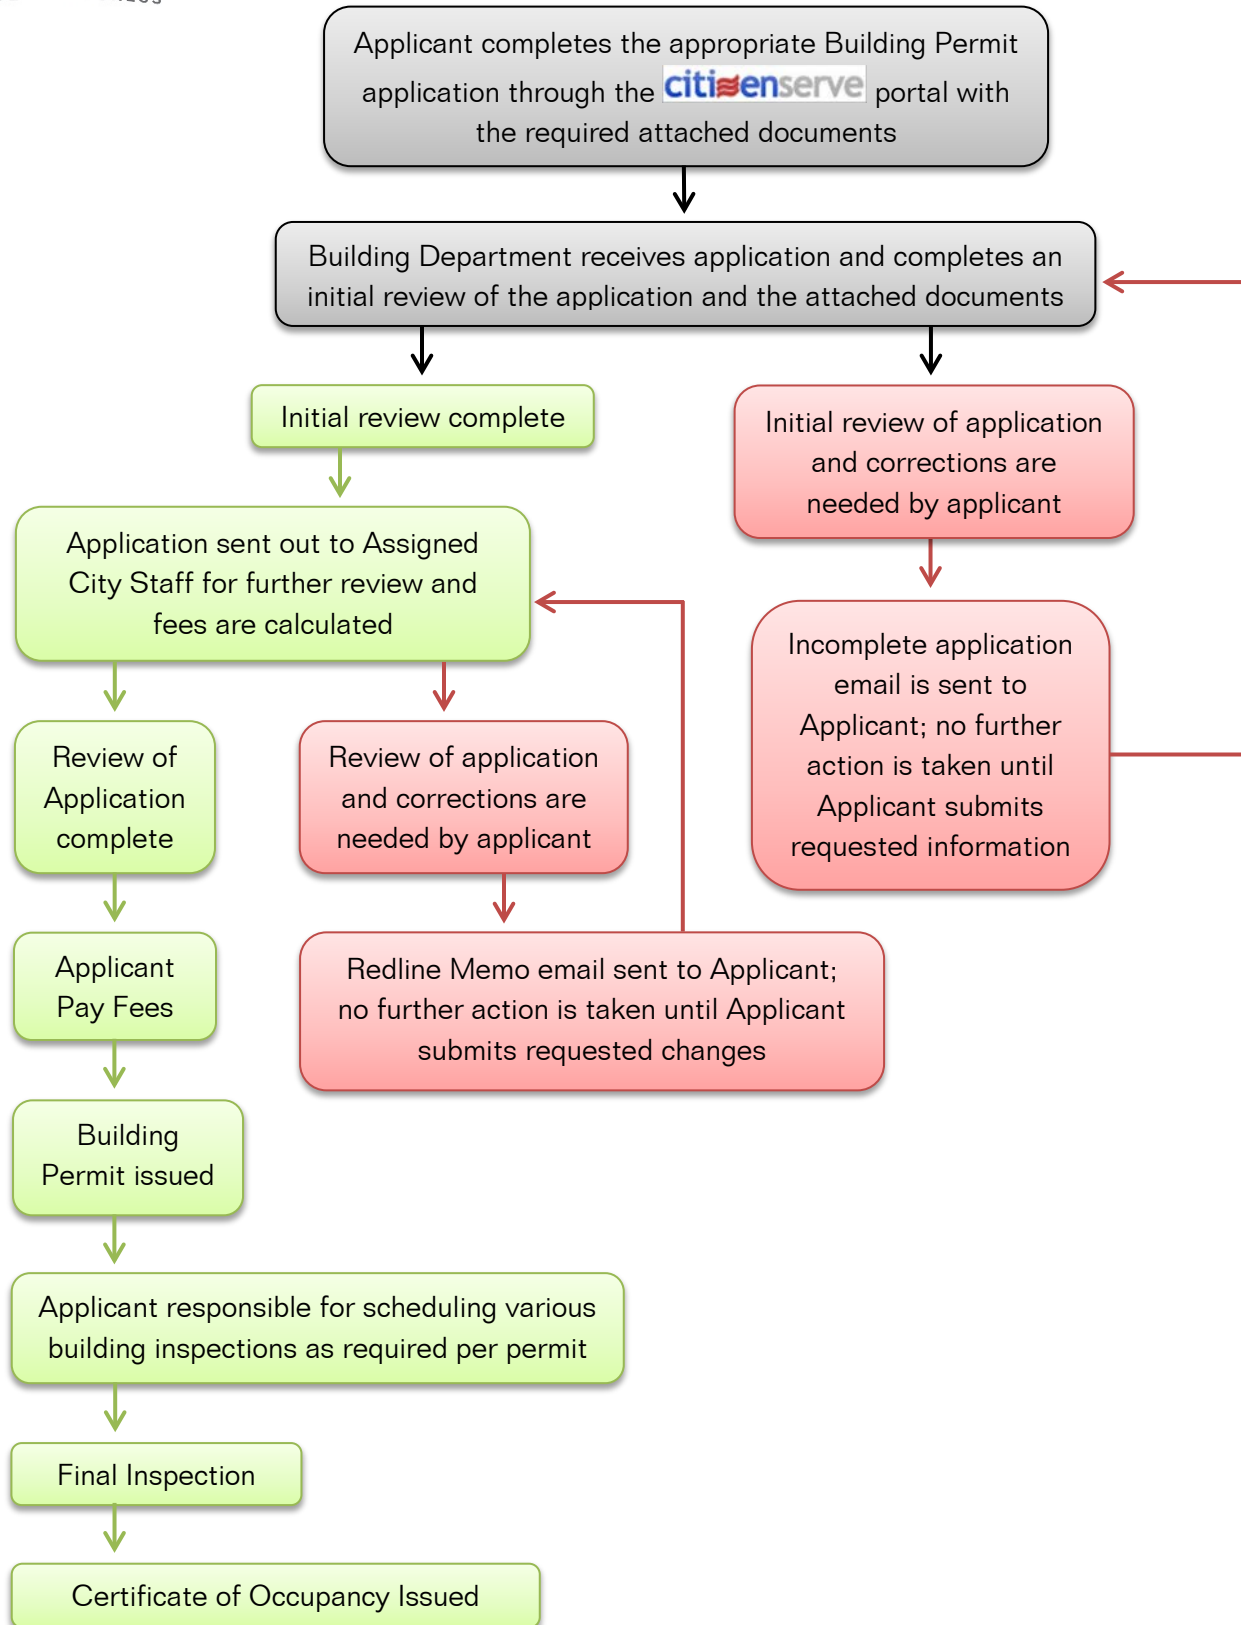 Applicant completes the appropriate Building Permit
application through the citizenserve portal with
the required attached documents
Building Department receives application and completes an
initial review of the application and the attached documents
Initial review complete
Initial review of application
and corrections are
needed by applicant
Application sent out to Assigned
City Staff for further review and
fees are calculated
Incomplete application
email is sent to
Applicant; no further
action is taken until
Applicant submits
requested information
Review of
Application
complete
Review of application
and corrections are
needed by applicant
Applicant
Pay Fees
Redline Memo email sent to Applicant;
no further action is taken until Applicant
submits requested changes
Building
Permit issued
Applicant responsible for scheduling various
building inspections as required per permit
Final Inspection
Certificate of Occupancy Issued